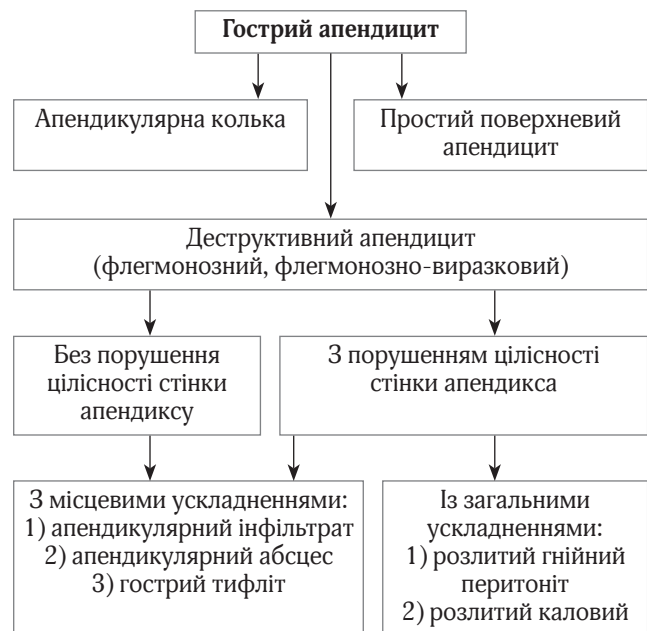 Гострий апендицит
Апендикулярна колька
Простий поверхневий
апендицит
Деструктивний апендицит
(флегмонозний, флегмонозно-виразковий)
Без порушення
цілісності стінки
апендиксу
З порушенням цілісності
стінки апендикса
З місцевими ускладненнями:
1) апендикулярний інфільтрат
2) апендикулярний абсцес
3) гострий тифліт
Із загальними
ускладненнями:
1) розлитий гнійний
перитоніт
2) розлитий каловий